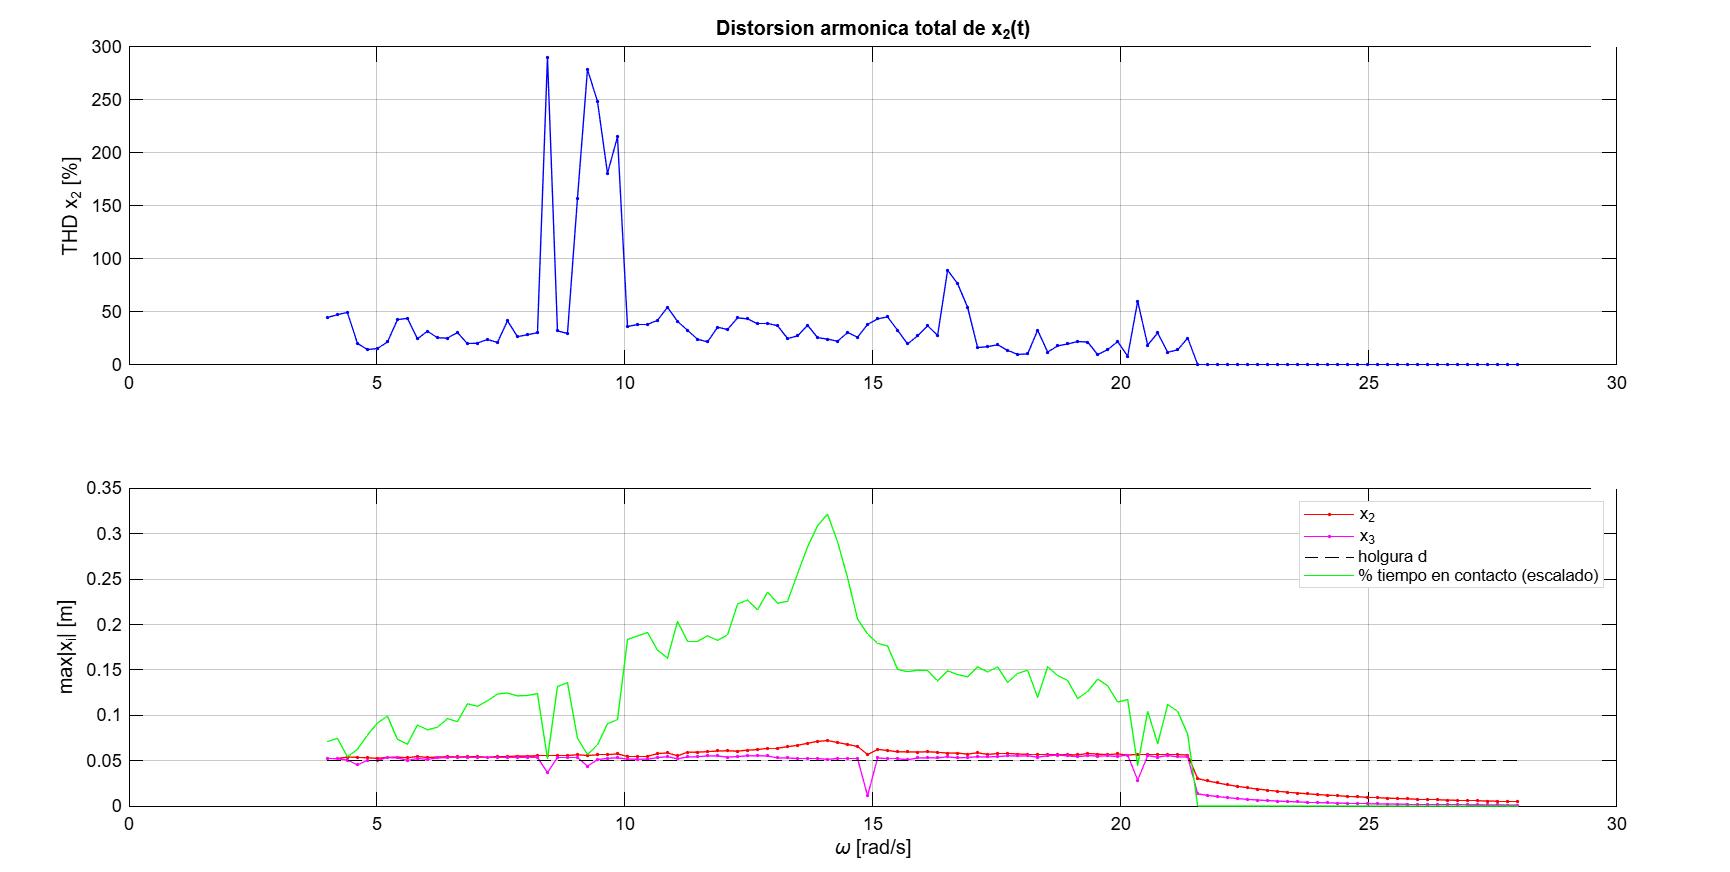 Distorsion armonica total de x₂(t)
THD x₂ [%]
300
250
200
150
100
50
0
0 5 10 15 20 25 30
max|xᵢ| [m]
0.35
0.3
0.25
0.2
0.15
0.1
0.05
0
x₂
x₃
holgura d
% tiempo en contacto (escalado)
0 5 10 15 20 25 30
ω [rad/s]